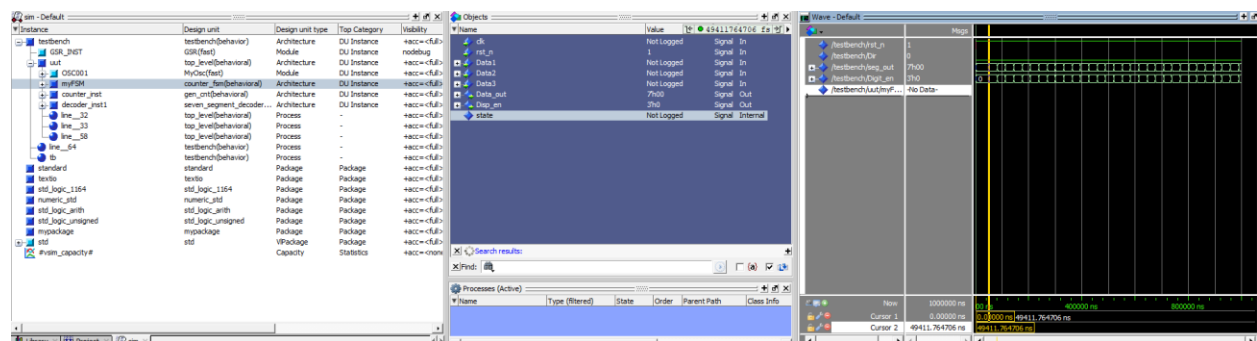 sim - Default
Instance Design unit Design unit type Top Category Visibility
testbench testbench(behavior) Architecture DU Instance +acc=<full>
GSR_INST GSR(fast) Module DU Instance nodebug
uut top_level(behavioral) Architecture DU Instance +acc=<full>
OSC001 MyOsc(fast) Module DU Instance +acc=<full>
myFSM counter_fsm(behavioral) Architecture DU Instance +acc=<full>
counter_inst gen_cnt(behavioral) Architecture DU Instance +acc=<full>
decoder_inst1 seven_segment_decoder... Architecture DU Instance +acc=<full>
line__32 top_level(behavioral) Process - +acc=<full>
line__33 top_level(behavioral) Process - +acc=<full>
line__58 top_level(behavioral) Process - +acc=<full>
line__64 testbench(behavior) Process - +acc=<full>
tb testbench(behavior) Process - +acc=<full>
standard standard Package Package +acc=<full>
textio textio Package Package +acc=<full>
std_logic_1164 std_logic_1164 Package Package +acc=<full>
numeric_std numeric_std Package Package +acc=<full>
std_logic_arith std_logic_arith Package Package +acc=<full>
std_logic_unsigned std_logic_unsigned Package Package +acc=<full>
mypackage mypackage Package Package +acc=<full>
std std VlPackage Package +acc=<full>
#vsim_capacity# Capacity Statistics +acc=<none
Objects
Name Value 49411764706 fs
clk Not Logged Signal In
rst_n 1 Signal In
Data1 Not Logged Signal In
Data2 Not Logged Signal In
Data3 Not Logged Signal In
Data_out 7'h00 Signal Out
Disp_en 3'h0 Signal Out
state Not Logged Signal Internal
Search results:
Find:
Processes (Active)
Name Type (filtered) State Order Parent Path Class Info
Wave - Default
Msgs
/testbench/rst_n 1
/testbench/Dir 0
/testbench/seg_out 7'h00
/testbench/Digit_en 3'h0 0
/testbench/uut/myF... -No Data-
Now 1000000 ns 400000 ns 800000 ns
Cursor 1 0.00000 ns 49411.764706 ns
Cursor 2 49411.764706 ns 49411.764706 ns